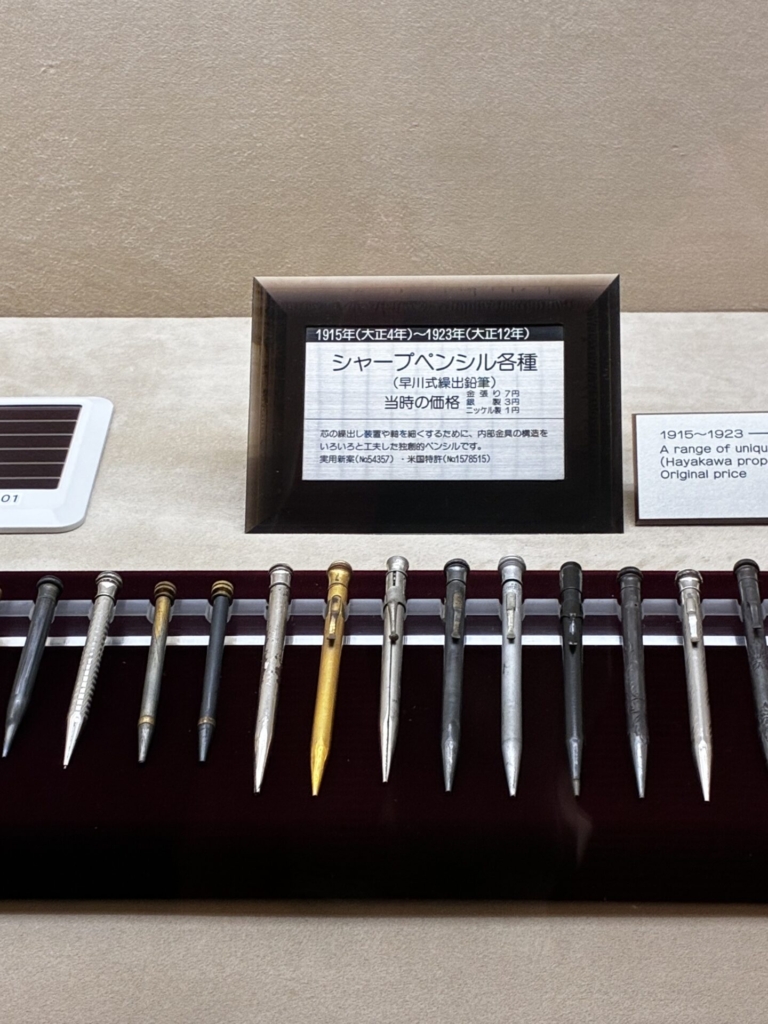 1915年(大正4年)〜1923年(大正12年)
シャープペンシル各種
(早川式繰出鉛筆)
当時の価格
金張り7円
銀製3円
ニッケル製1円
芯の繰出し装置や軸を細くするために、内部金具の構造を
いろいろと工夫した独創的ペンシルです。
実用新案(№54357)・米国特許(№1578515)
01
1915〜1923 —
A range of uniqu
(Hayakawa prop
Original price